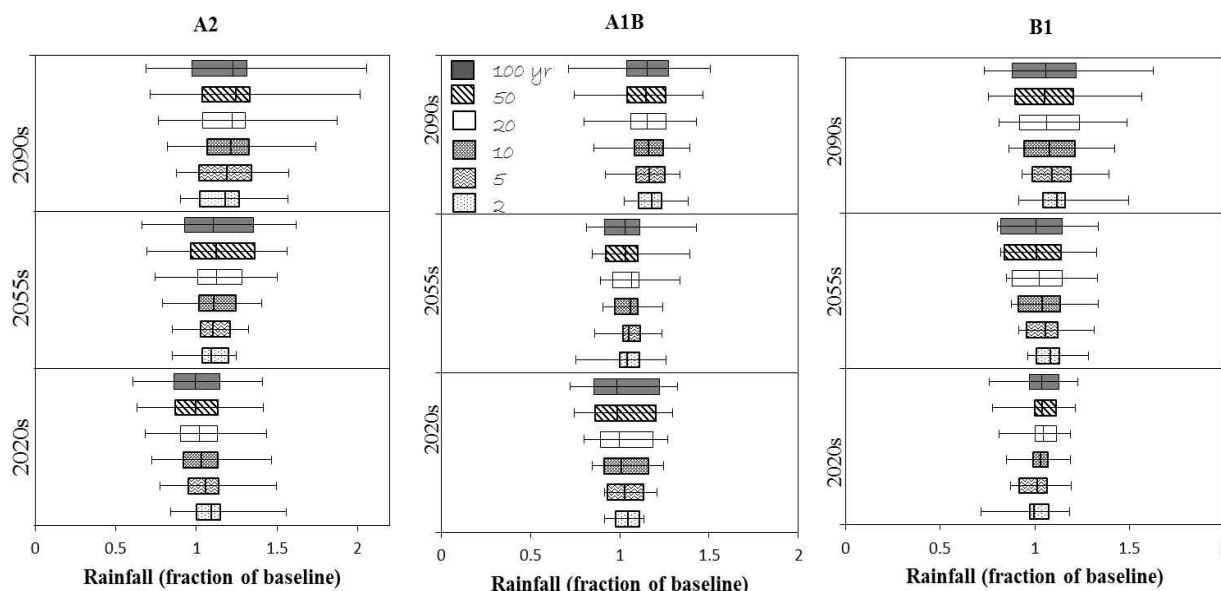 A2
2090s
2055s
2020s
0 0.5 1 1.5 2
Rainfall (fraction of baseline)
A1B
100 yr
50
20
10
5
2
2090s
2055s
2020s
0 0.5 1 1.5 2
Rainfall (fraction of baseline)
B1
2090s
2055s
2020s
0 0.5 1 1.5
Rainfall (fraction of baseline)